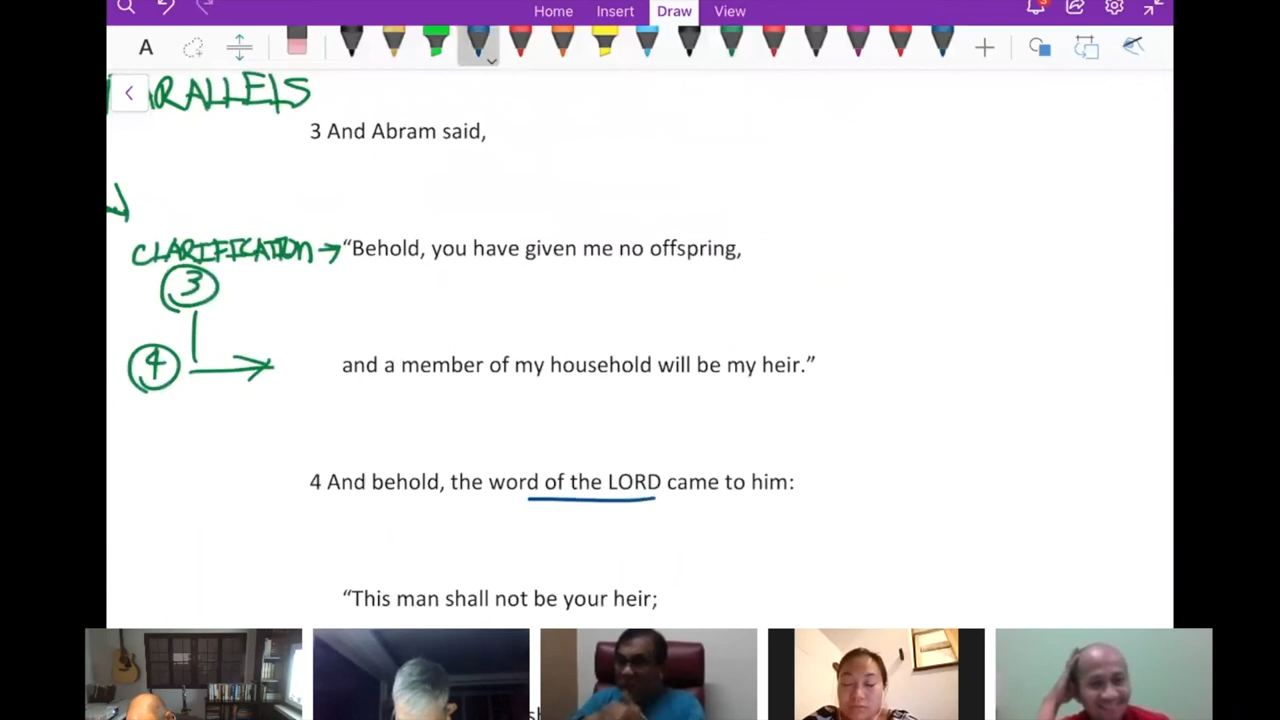 Home Insert Draw View
A
PARALLELS
3 And Abram said,
CLARIFICATION → “Behold, you have given me no offspring,
3
4
and a member of my household will be my heir.”
4 And behold, the word of the LORD came to him:
“This man shall not be your heir;